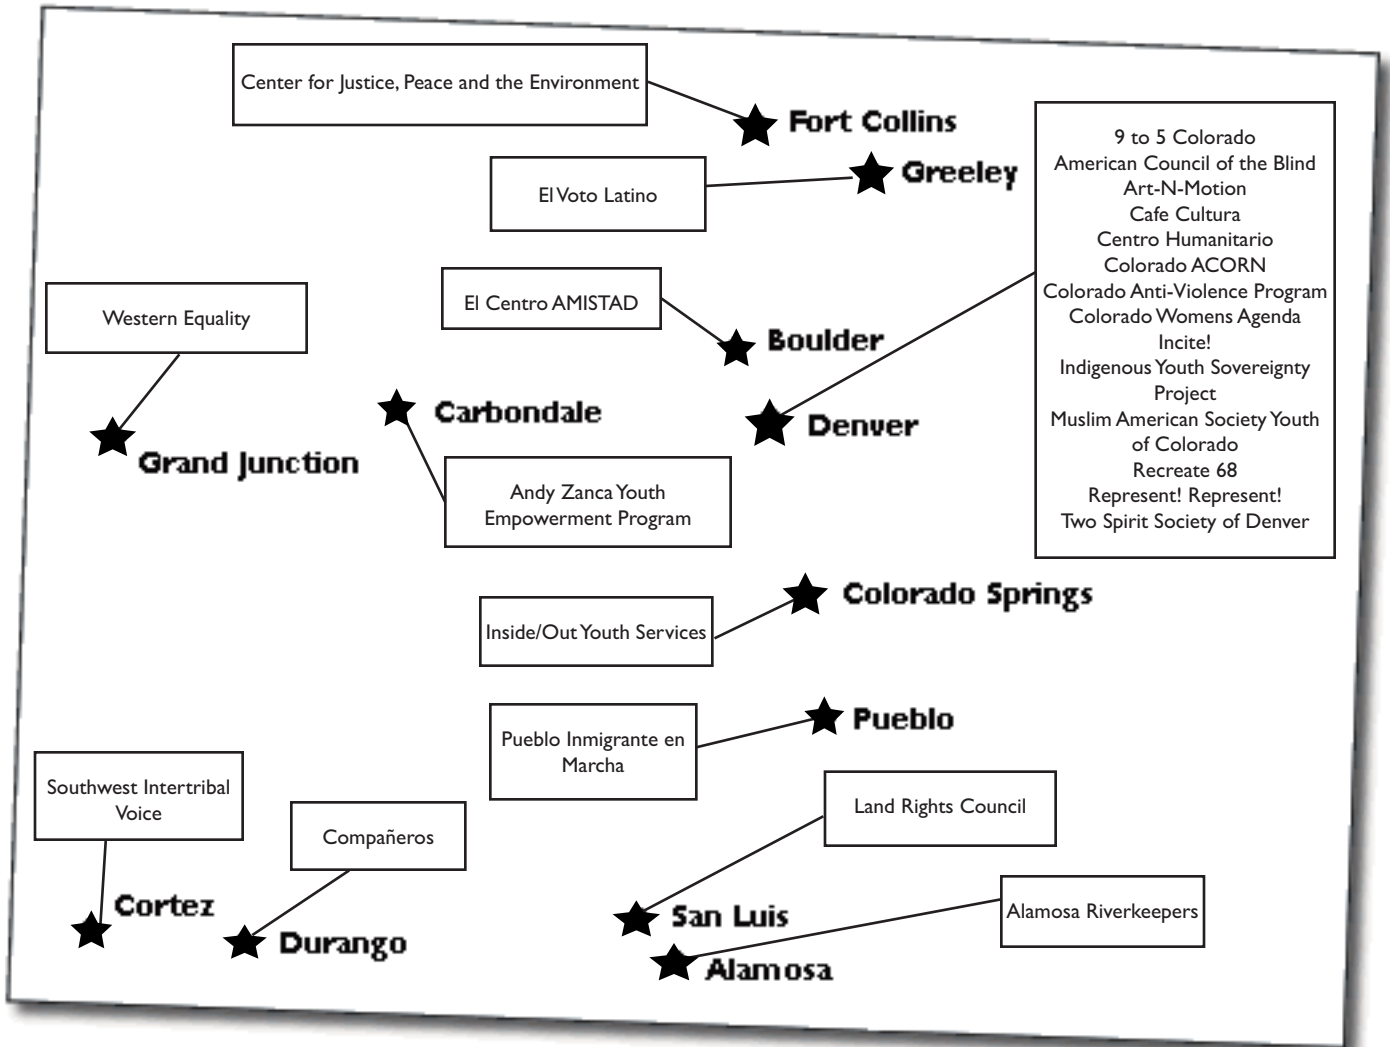 Center for Justice, Peace and the Environment
Fort Collins
El Voto Latino
Greeley
9 to 5 Colorado
American Council of the Blind
Art-N-Motion
Cafe Cultura
Centro Humanitario
Colorado ACORN
Colorado Anti-Violence Program
Colorado Womens Agenda
Incite!
Indigenous Youth Sovereignty
Project
Muslim American Society Youth
of Colorado
Recreate 68
Represent! Represent!
Two Spirit Society of Denver
El Centro AMISTAD
Boulder
Western Equality
Grand Junction
Carbondale
Denver
Andy Zanca Youth
Empowerment Program
Colorado Springs
Inside/Out Youth Services
Pueblo Inmigrante en
Marcha
Pueblo
Southwest Intertribal
Voice
Cortez
Compañeros
Durango
Land Rights Council
San Luis
Alamosa Riverkeepers
Alamosa